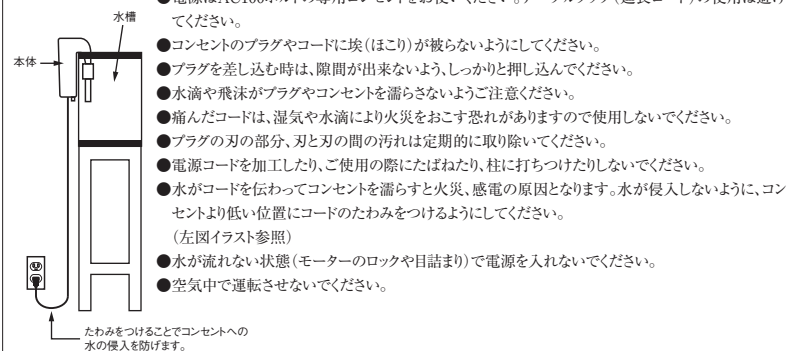 てください。
●コンセントのプラグやコードに埃(ほこり)が被らないようにしてください。
●プラグを差し込む時は、隙間が出来ないよう、しっかりと押し込んでください。
●水滴や飛沫がプラグやコンセントを濡らさないようご注意ください。
●痛んだコードは、湿気や水滴により火災をおこす恐れがありますので使用しないでください。
●プラグの刃の部分、刃と刃の間の汚れは定期的に取り除いてください。
●電源コードを加工したり、ご使用の際にたばねたり、柱に打ちつけたりしないでください。
●水がコードを伝わってコンセントを濡らすと火災、感電の原因となります。水が侵入しないように、コン
セントより低い位置にコードのたわみをつけるようにしてください。
(左図イラスト参照)
●水が流れない状態(モーターのロックや目詰まり)で電源を入れないでください。
●空気中で運転させないでください。
水槽
本体
たわみをつけることでコンセントへの
水の侵入を防げます。